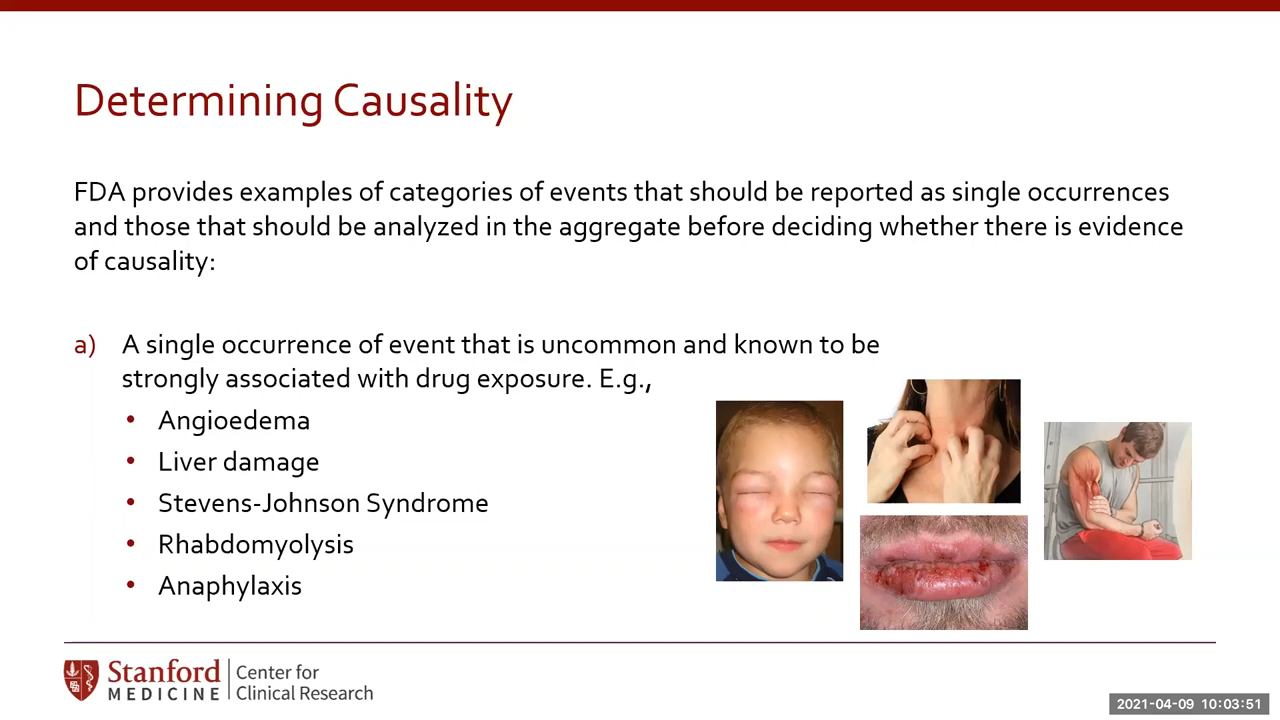 Determining Causality
FDA provides examples of categories of events that should be reported as single occurrences
and those that should be analyzed in the aggregate before deciding whether there is evidence
of causality:
a) A single occurrence of event that is uncommon and known to be
strongly associated with drug exposure. E.g.,
• Angioedema
• Liver damage
• Stevens-Johnson Syndrome
• Rhabdomyolysis
• Anaphylaxis
Stanford
MEDICINE
Center for
Clinical Research
2021-04-09 10:03:51